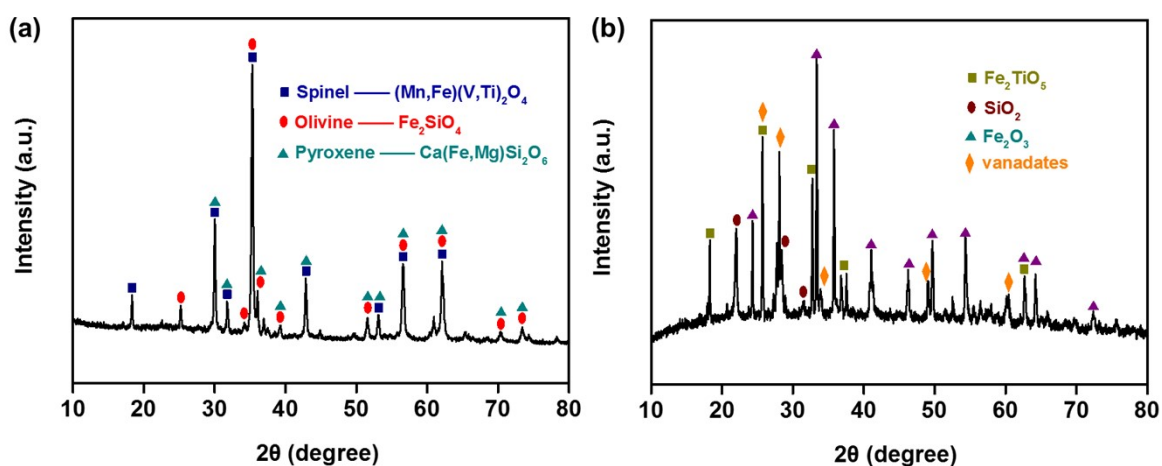 (a)
Intensity (a.u.)
Spinel —— (Mn,Fe)(V,Ti)₂O₄
Olivine —— Fe₂SiO₄
Pyroxene —— Ca(Fe,Mg)Si₂O₆
10 20 30 40 50 60 70 80
2θ (degree)
(b)
Intensity (a.u.)
Fe₂TiO₅
SiO₂
Fe₂O₃
vanadates
10 20 30 40 50 60 70 80
2θ (degree)